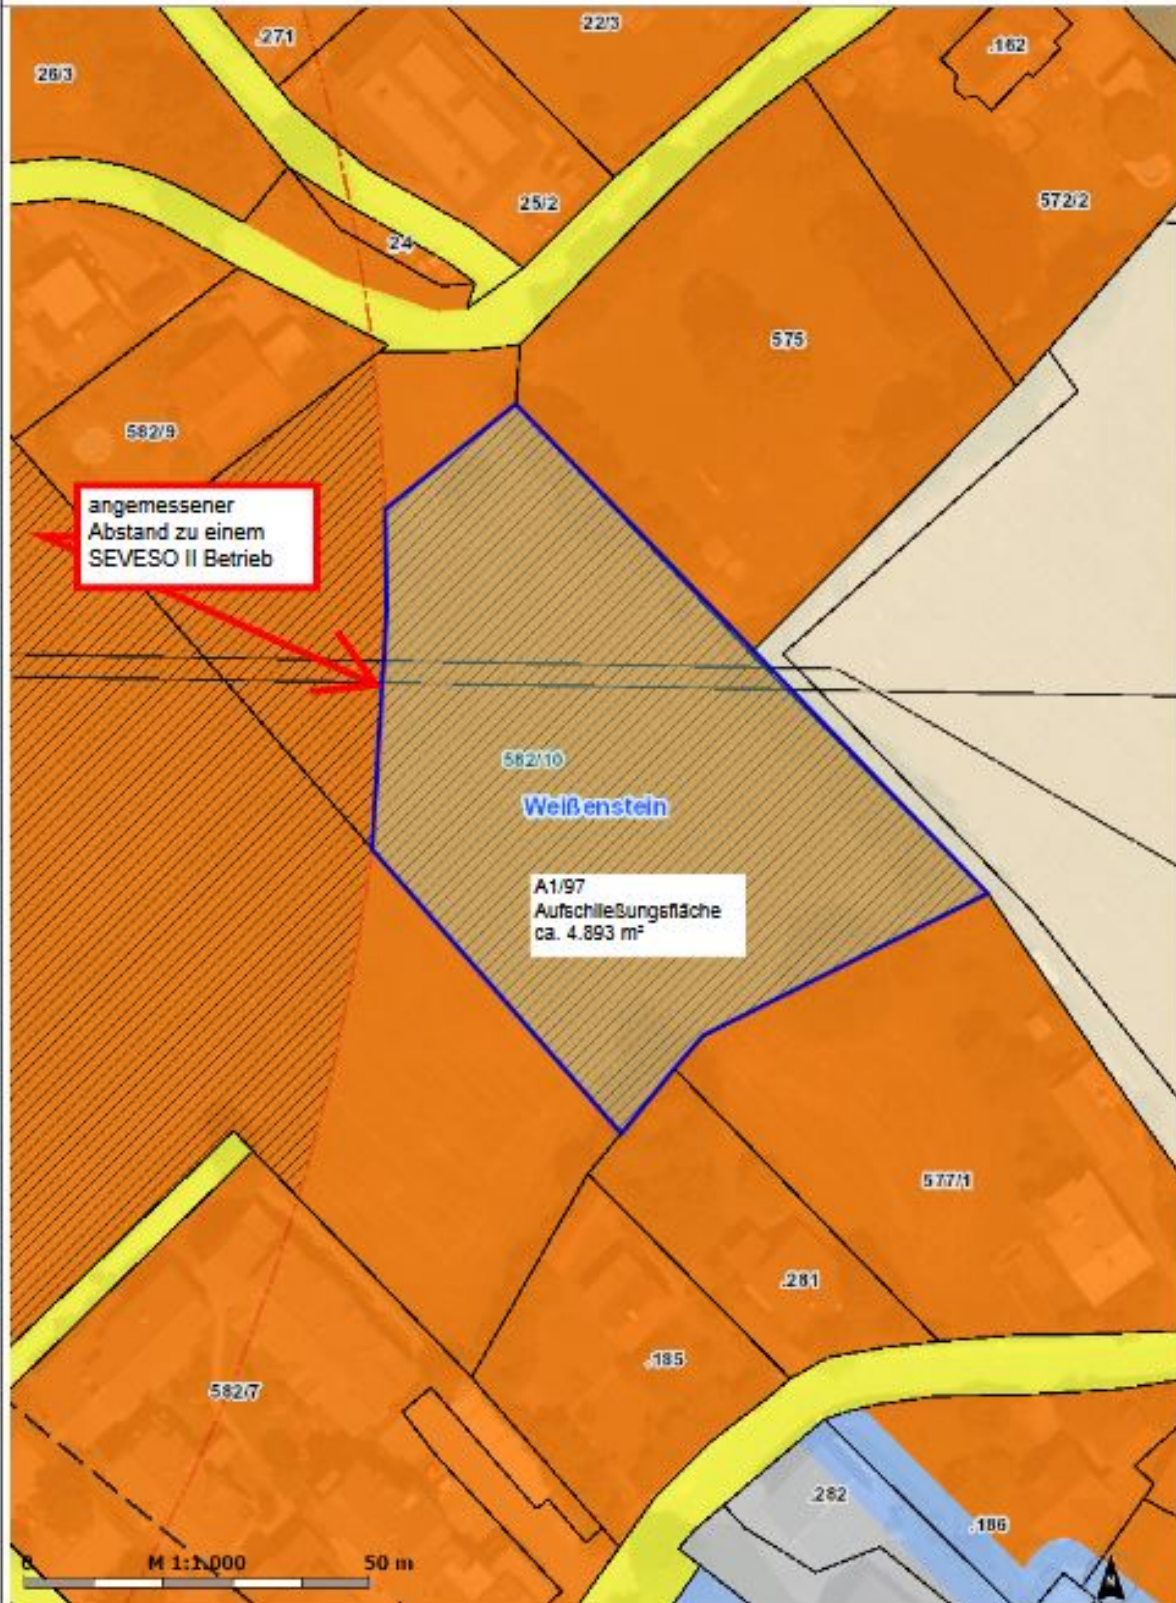 22/3
.271
.162
26/3
25/2
572/2
24
575
582/9
angemessener
Abstand zu einem
SEVESO II Betrieb
582/10
Weißenstein
A1/97
Aufschließungsfläche
ca. 4.893 m²
577/1
.281
.185
582/7
.282
.186
0 M 1:1.000 50 m
N